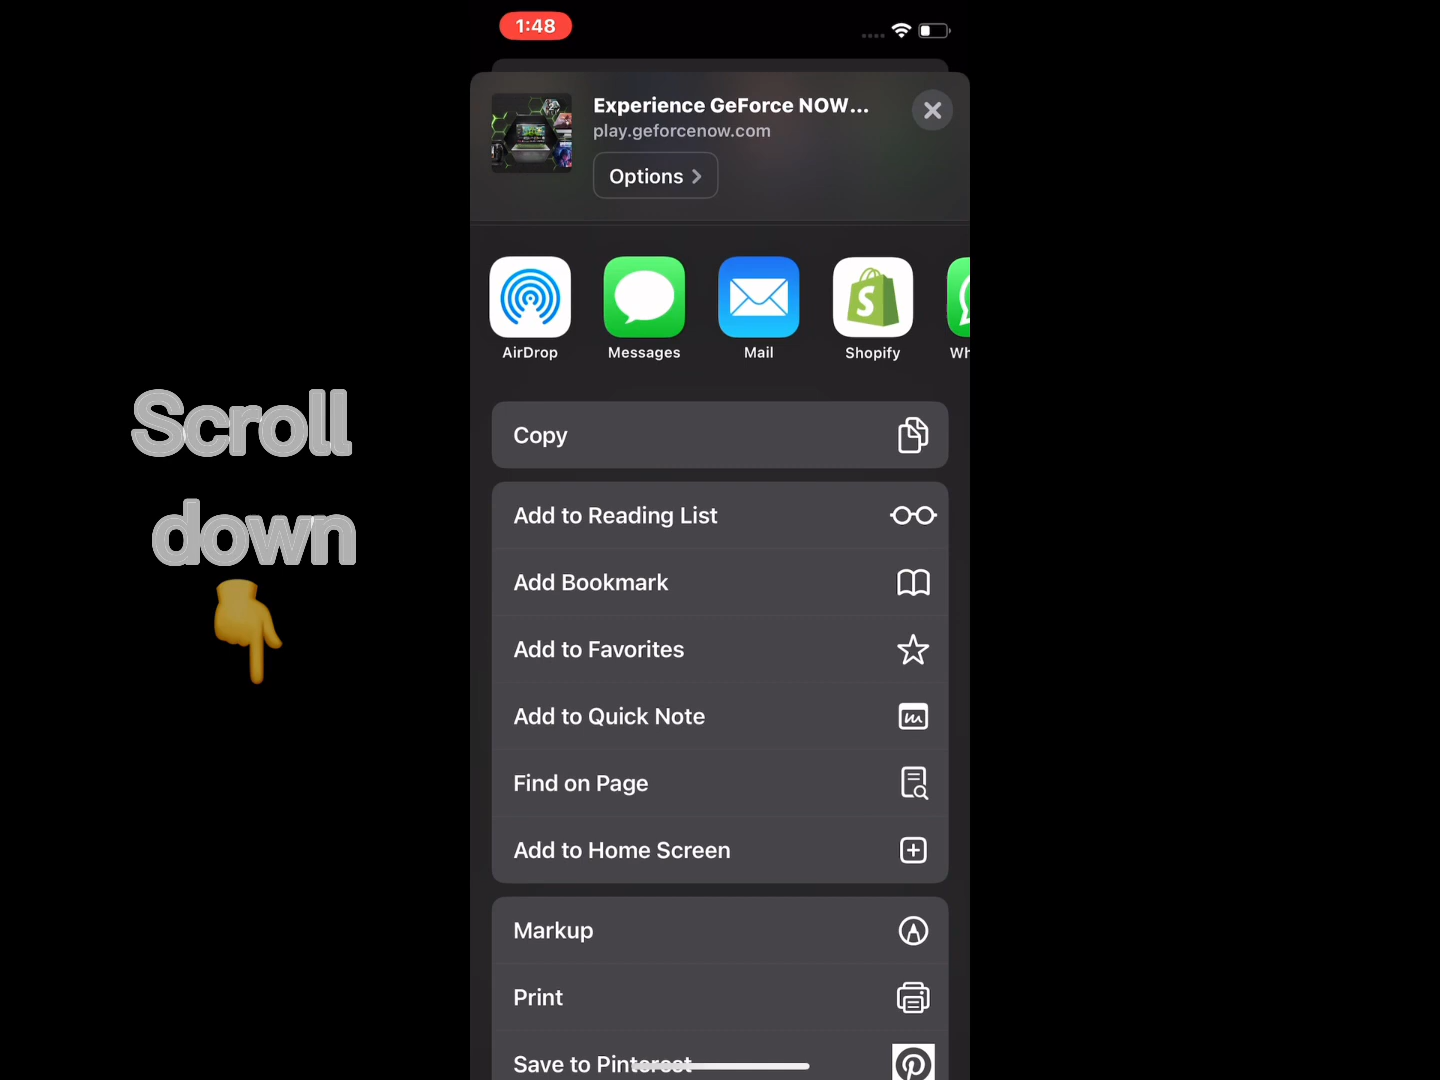 1:48
Experience GeForce NOW...
play.geforcenow.com
Options
AirDrop
Messages
Mail
Shopify
Wh
Scroll
down
Copy
Add to Reading List
Add Bookmark
Add to Favorites
Add to Quick Note
Find on Page
Add to Home Screen
Markup
Print
Save to Pinterest